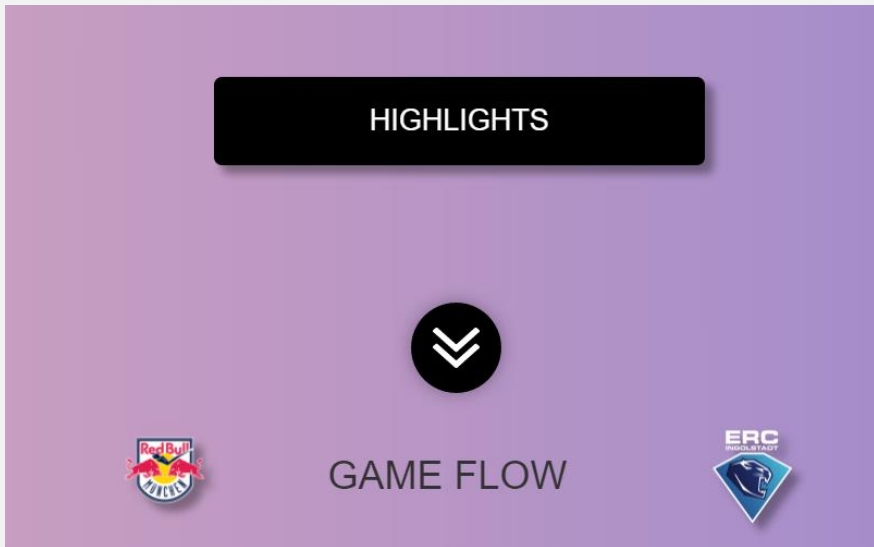 HIGHLIGHTS
Red Bull
MÜNCHEN
GAME FLOW
ERC
INGOLSTADT